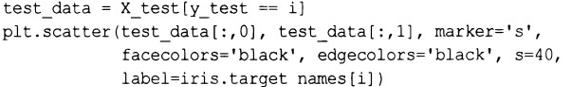 test_data = X_test[y_test == i]
plt.scatter(test_data[:,0], test_data[:,1], marker='s',
            facecolors='black', edgecolors='black', s=40,
            label=iris.target names[i])